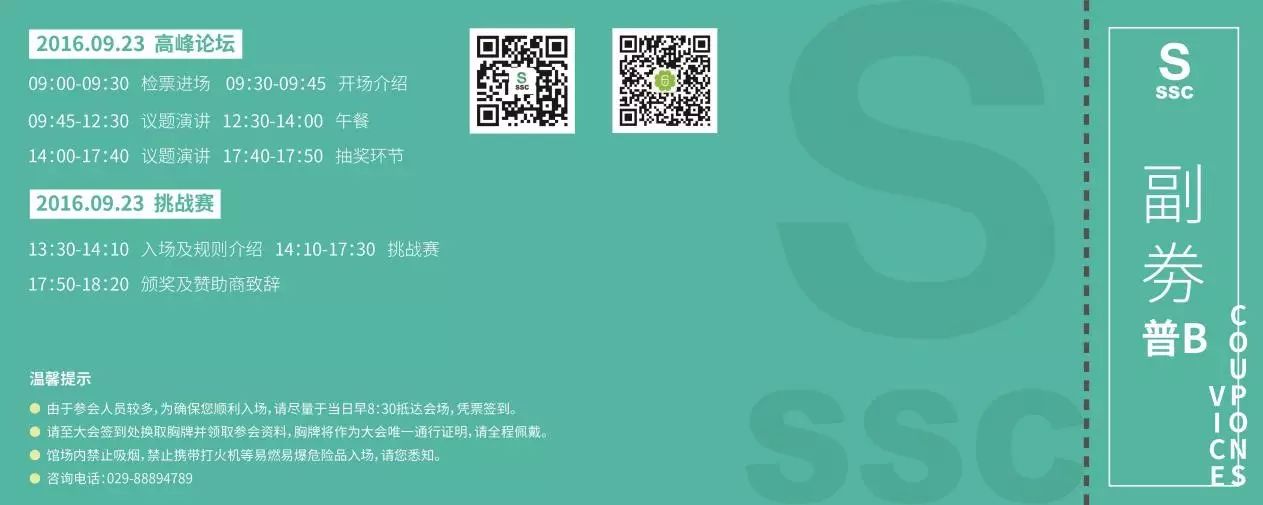 2016.09.23 高峰论坛
09:00-09:30 检票进场 09:30-09:45 开场介绍
09:45-12:30 议题演讲 12:30-14:00 午餐
14:00-17:40 议题演讲 17:40-17:50 抽奖环节
2016.09.23 挑战赛
13:30-14:10 入场及规则介绍 14:10-17:30 挑战赛
17:50-18:20 颁奖及赞助商致辞
温馨提示
由于参会人员较多,为确保您顺利入场,请尽量于当日早8:30抵达会场,凭票签到。
请至大会签到处换取胸牌并领取参会资料,胸牌将作为大会唯一通行证明,请全程佩戴。
馆场内禁止吸烟,禁止携带打火机等易燃易爆危险品入场,请您悉知。
咨询电话:029-88894789
S
SSC
S
SSC
S
SSC
副
券
普B
VICE
COUPONS